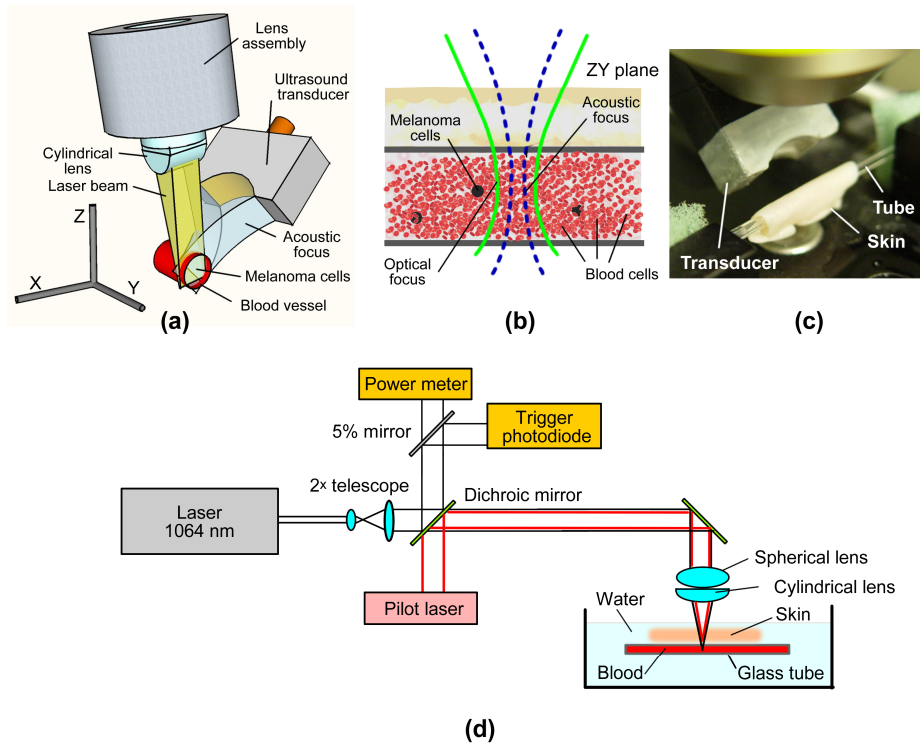 Lens
assembly
Ultrasound
transducer
Cylindrical
lens
Laser beam
Z
X
Y
Acoustic
focus
Melanoma cells
Blood vessel
(a)
ZY plane
Melanoma
cells
Acoustic
focus
Optical
focus
Blood cells
(b)
Tube
Skin
Transducer
(c)
Power meter
5% mirror
Trigger
photodiode
2x telescope
Dichroic mirror
Laser
1064 nm
Pilot laser
Spherical lens
Cylindrical lens
Water
Skin
Blood
Glass tube
(d)